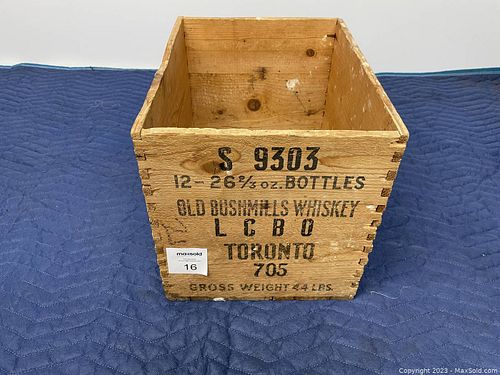 S 9303
12-26⅔ OZ. BOTTLES
OLD BUSHMILLS WHISKEY
L C B O
TORONTO
705
GROSS WEIGHT 44 LBS.
maxsold
16
Copyright 2023 - MaxSold.com